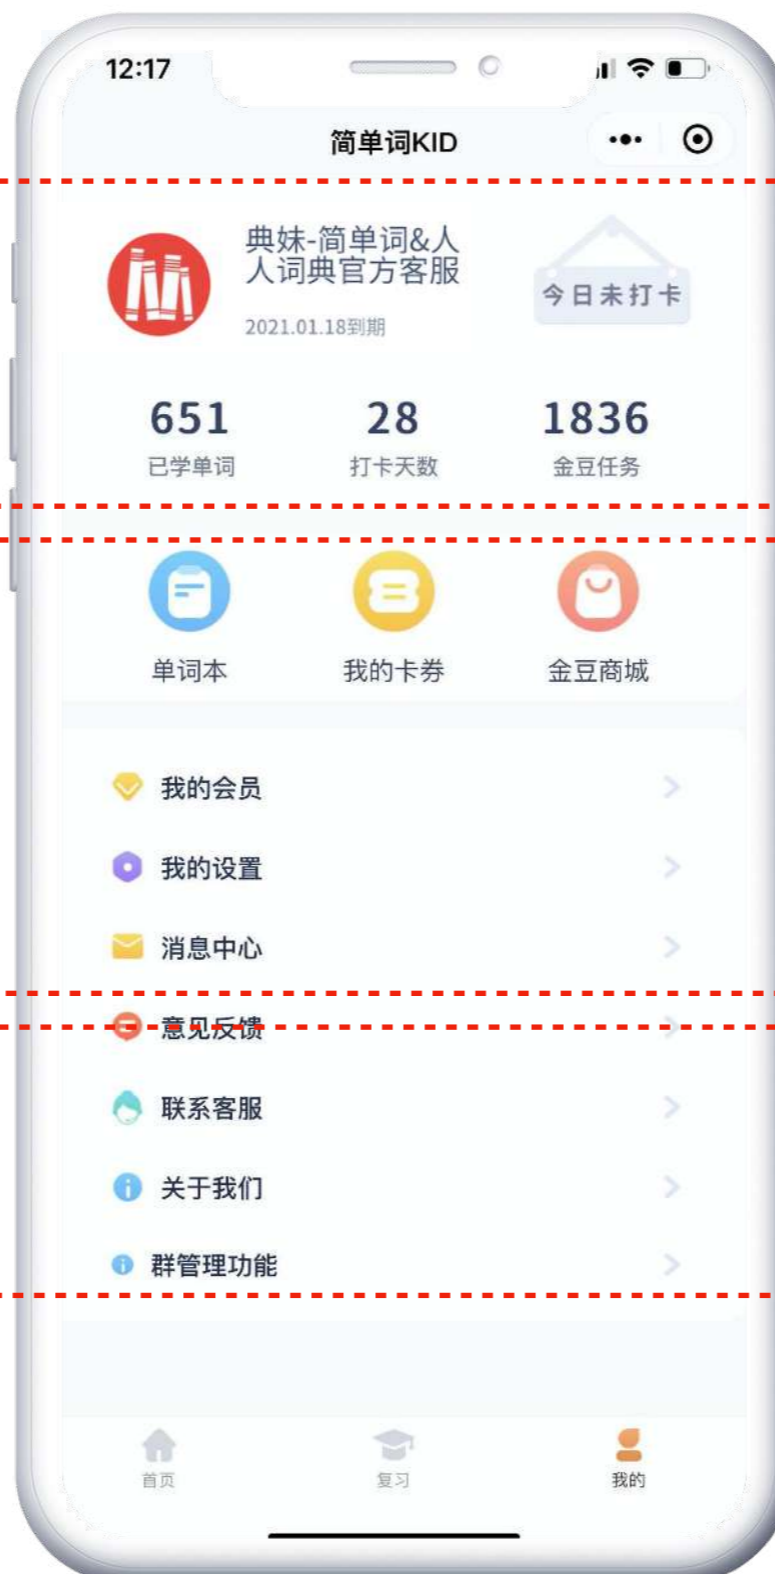 12:17
简单词KID
典妹-简单词&人
人词典官方客服
2021.01.18到期
今日未打卡
651 28 1836
已学单词 打卡天数 金豆任务
单词本 我的卡券 金豆商城
我的会员
我的设置
消息中心
意见反馈
联系客服
关于我们
群管理功能
首页 复习 我的